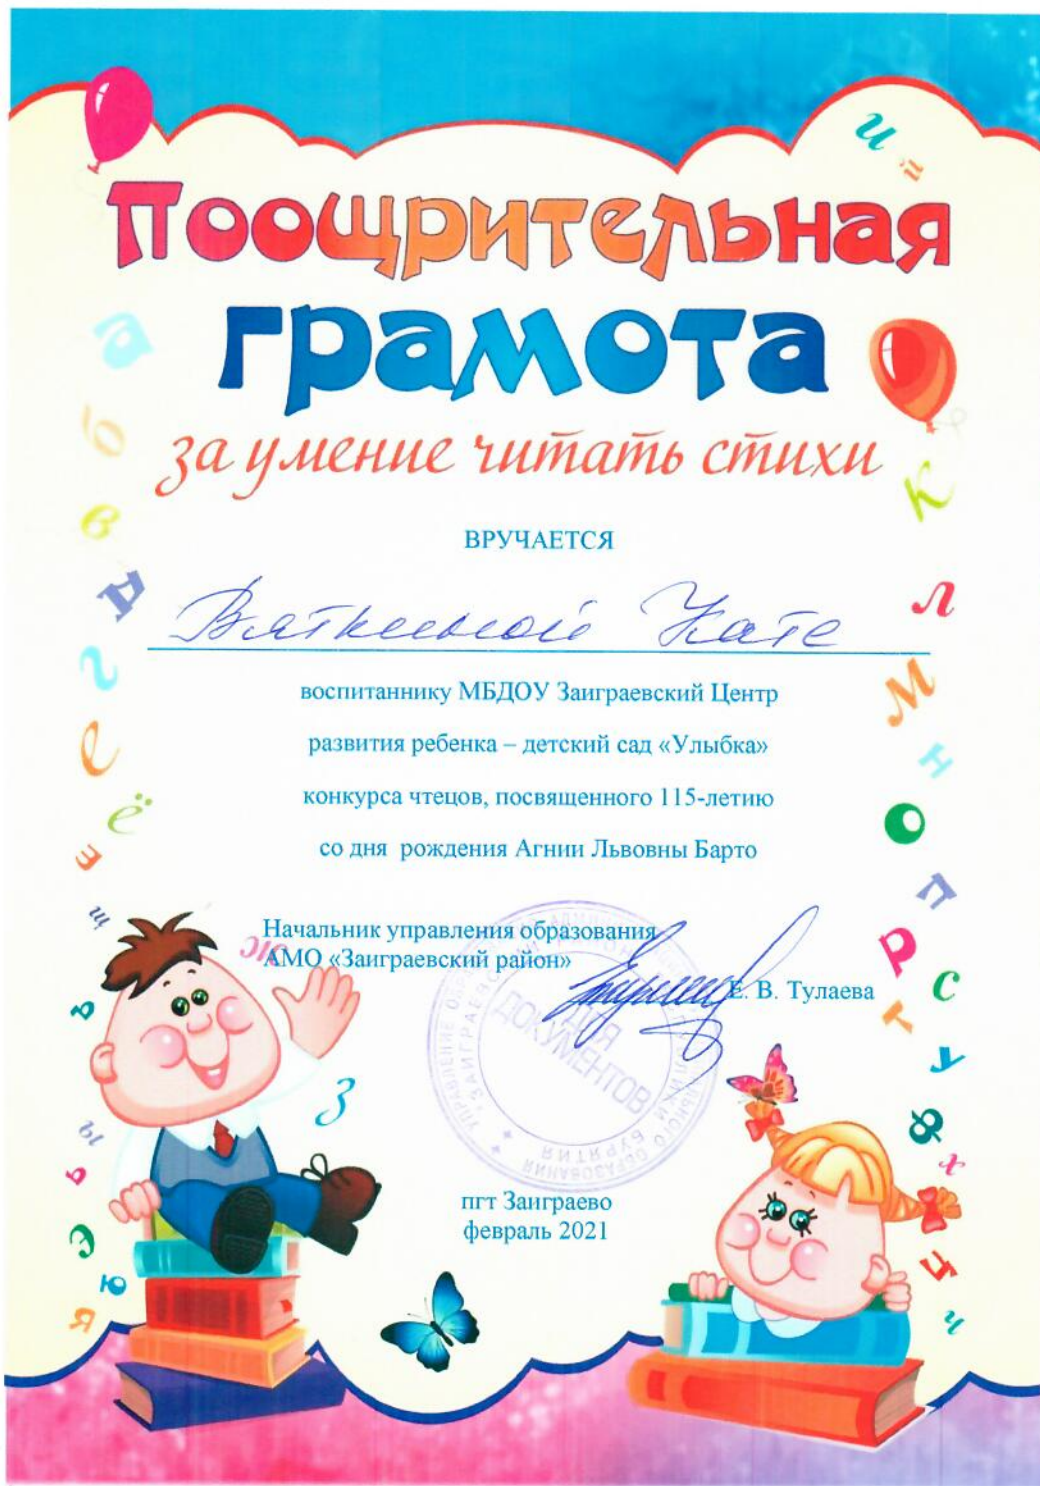 Поощрительная
грамота
за умение читать стихи
ВРУЧАЕТСЯ
Вяткиной Кате
воспитаннику МБДОУ Заиграевский Центр
развития ребенка – детский сад «Улыбка»
конкурса чтецов, посвященного 115-летию
со дня рождения Агнии Львовны Барто
Начальник управления образования
АМО «Заиграевский район»
Е. В. Тулаева
ДЛЯ
ДОКУМЕНТОВ
пгт Заиграево
февраль 2021